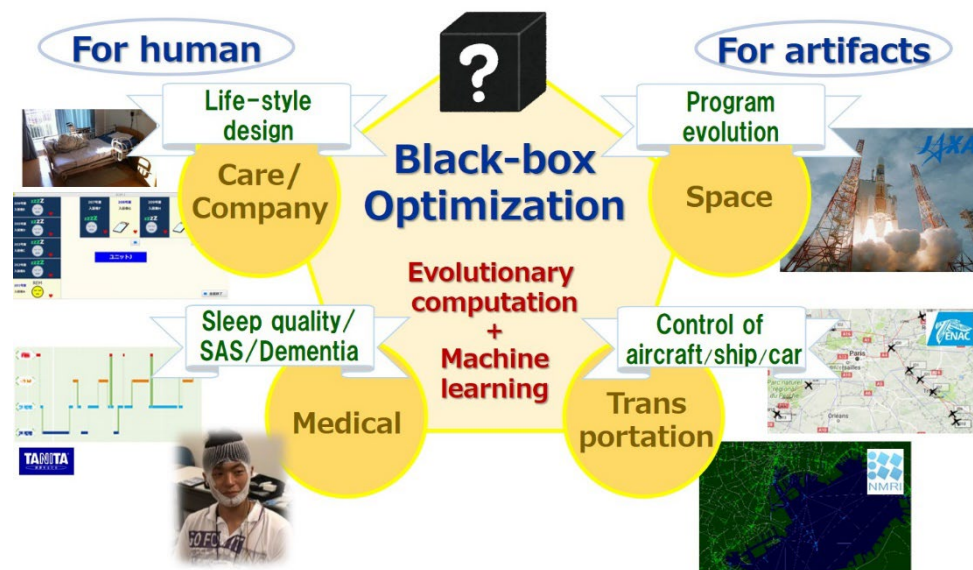 For human
For artifacts
?
Life-style
design
Program
evolution
Care/
Company
Black-box
Optimization
Space
JAXA
ユニット2
Evolutionary
computation
+
Machine
learning
Sleep quality/
SAS/Dementia
Control of
aircraft/ship/car
ENAC
Paris
Orleans
Medical
Trans
portation
TANITA
NMRI